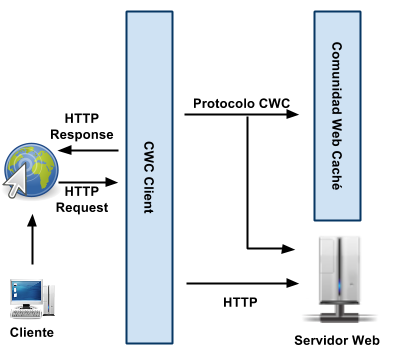 HTTP
Response
HTTP
Request
Cliente
CWC Client
Protocolo CWC
HTTP
Comunidad Web Caché
Servidor Web